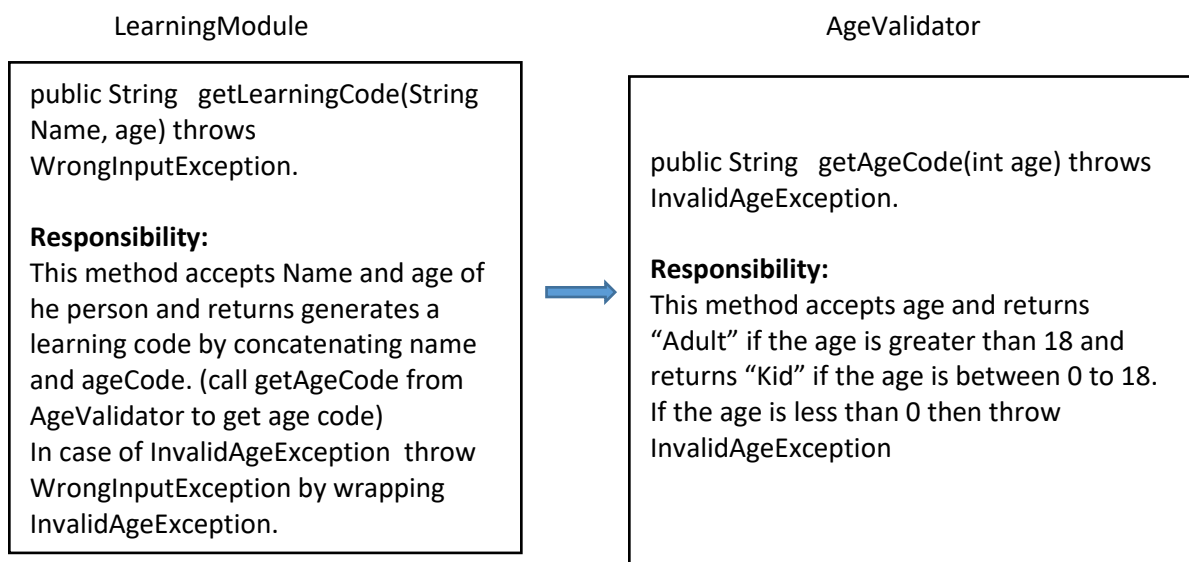 LearningModule
public String getLearningCode(String
Name, age) throws
WrongInputException.
Responsibility:
This method accepts Name and age of
he person and returns generates a
learning code by concatenating name
and ageCode. (call getAgeCode from
AgeValidator to get age code)
In case of InvalidAgeException throw
WrongInputException by wrapping
InvalidAgeException.
AgeValidator
public String getAgeCode(int age) throws
InvalidAgeException.
Responsibility:
This method accepts age and returns
“Adult” if the age is greater than 18 and
returns “Kid” if the age is between 0 to 18.
If the age is less than 0 then throw
InvalidAgeException